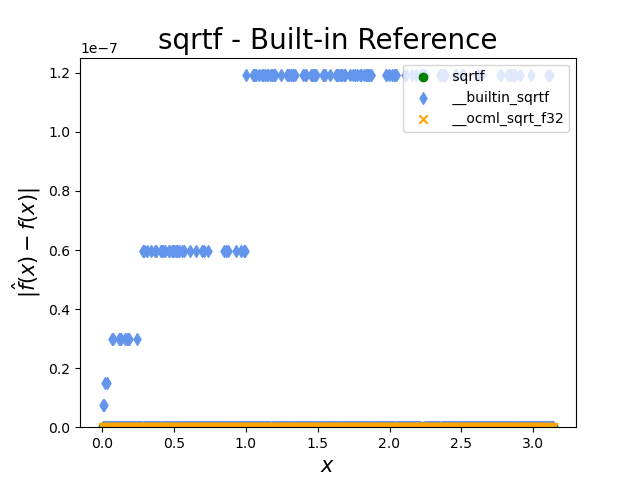 sqrtf - Built-in Reference
1e−7
1.2
1.0
0.8
0.6
0.4
0.2
0.0
|f̂(x) − f(x)|
sqrtf
__builtin_sqrtf
__ocml_sqrt_f32
0.0 0.5 1.0 1.5 2.0 2.5 3.0
x